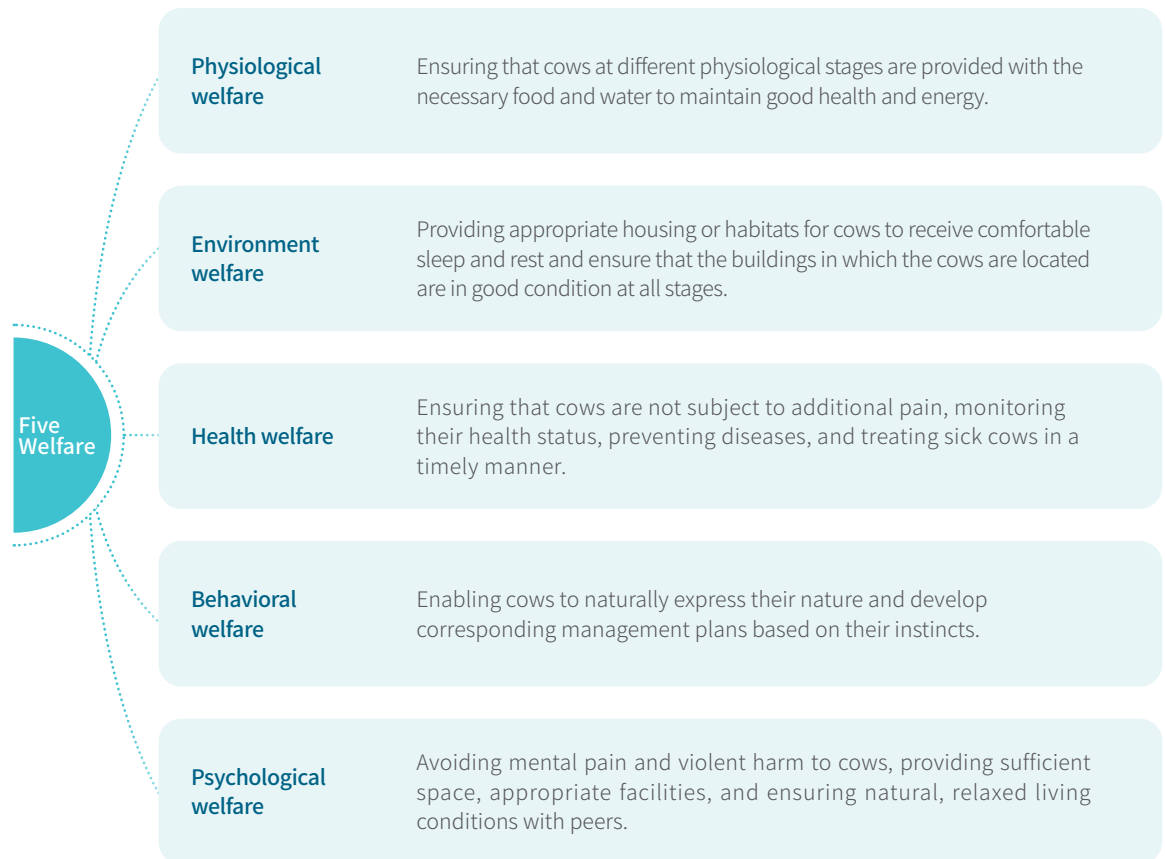 Physiological
welfare
Ensuring that cows at different physiological stages are provided with the
necessary food and water to maintain good health and energy.
Environment
welfare
Providing appropriate housing or habitats for cows to receive comfortable
sleep and rest and ensure that the buildings in which the cows are located
are in good condition at all stages.
Five
Welfare
Health welfare
Ensuring that cows are not subject to additional pain, monitoring
their health status, preventing diseases, and treating sick cows in a
timely manner.
Behavioral
welfare
Enabling cows to naturally express their nature and develop
corresponding management plans based on their instincts.
Psychological
welfare
Avoiding mental pain and violent harm to cows, providing sufficient
space, appropriate facilities, and ensuring natural, relaxed living
conditions with peers.